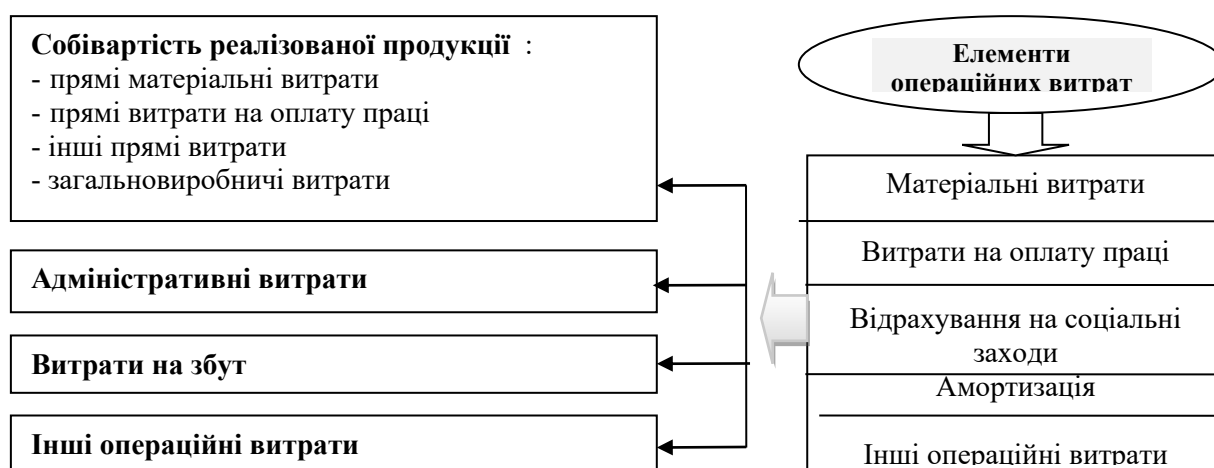 Собівартість реалізованої продукції :
- прямі матеріальні витрати
- прямі витрати на оплату праці
- інші прямі витрати
- загальновиробничі витрати
Адміністративні витрати
Витрати на збут
Інші операційні витрати
Елементи
операційних витрат
Матеріальні витрати
Витрати на оплату праці
Відрахування на соціальні
заходи
Амортизація
Інші операційні витрати